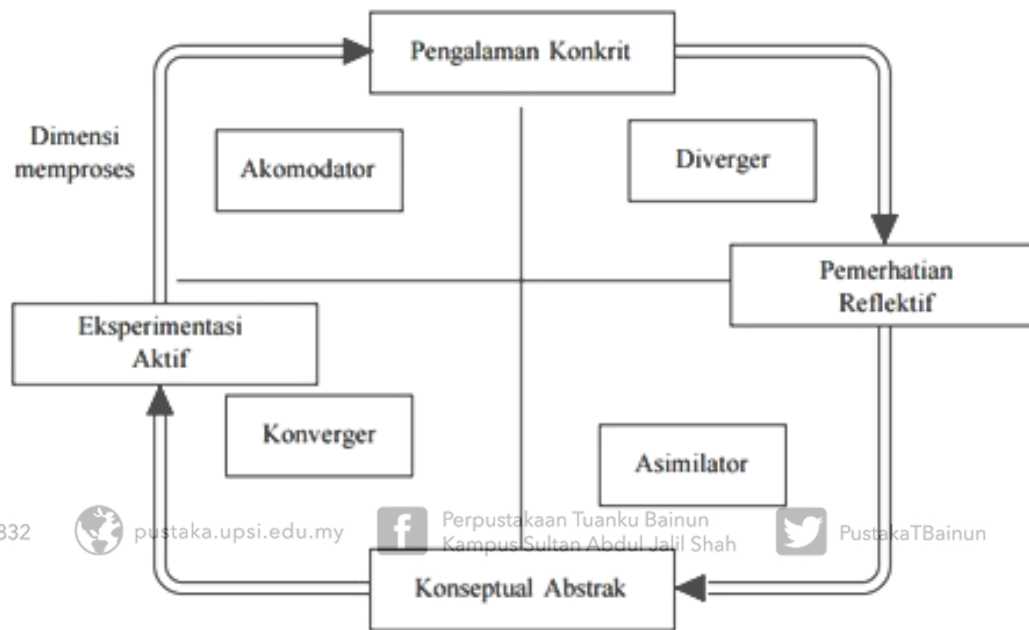 Pengalaman Konkrit
Dimensi
memproses
Akomodator
Diverger
Pemerhatian
Reflektif
Eksperimentasi
Aktif
Konverger
Asimilator
832
pustaka.upsi.edu.my
Perpustakaan Tuanku Bainun
Kampus Sultan Abdul Jalil Shah
PustakaTBainun
Konseptual Abstrak